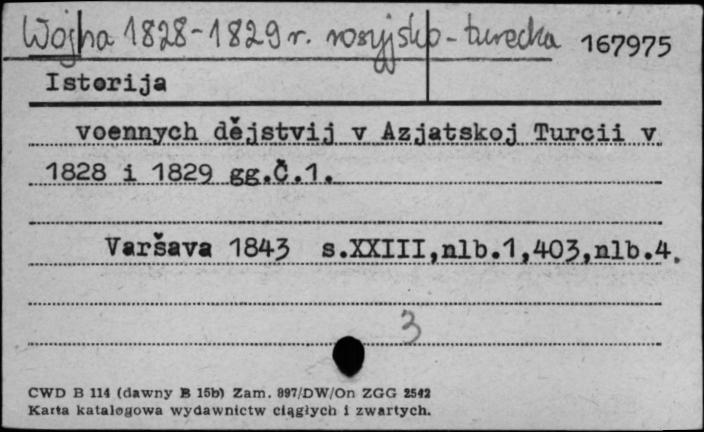 Wojna 1828-1829 r. rosyjsko-turecka 167975
Istorija
voennych dějstvij v Azjatskoj Turcii v
1828 i 1829 gg.Č.1.
Varšava 1843 s.XXIII,nlb.1,403,nlb.4.
3
CWD B 114 (dawny B 15b) Zam. 897/DW/On ZGG 2542
Karta katalogowa wydawnictw ciągłych i zwartych.